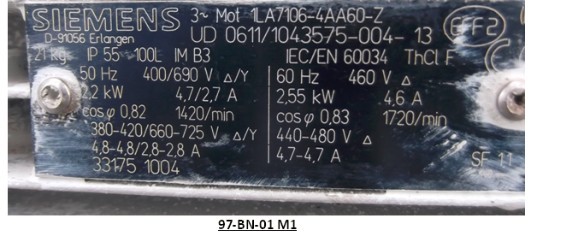 SIEMENS 3~ Mot 1LA7106-4AA60-Z
D-91056 Erlangen UD 0611/1043575-004-13 EFF2
21 kg IP 55 100L IM B3 IEC/EN 60034 ThCl F
50 Hz 400/690 V △/Y 60 Hz 460 V △
2,2 kW 4,7/2,7 A 2,55 kW 4,6 A
cos φ 0,82 1420/min cos φ 0,83 1720/min
380-420/660-725 V △/Y 440-480 V △
4,8-4,8/2,8-2,8 A 4,7-4,7 A
33175 1004 SF 1.1
97-BN-01 M1